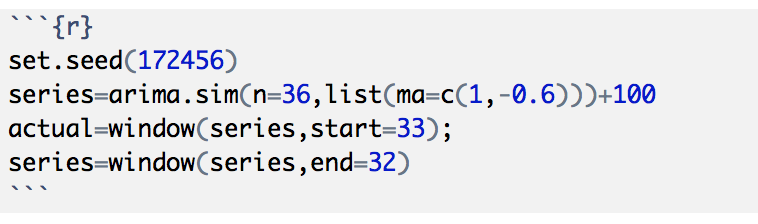 ```{r}
set.seed(172456)
series=arima.sim(n=36,list(ma=c(1,-0.6)))+100
actual=window(series,start=33);
series=window(series,end=32)
```